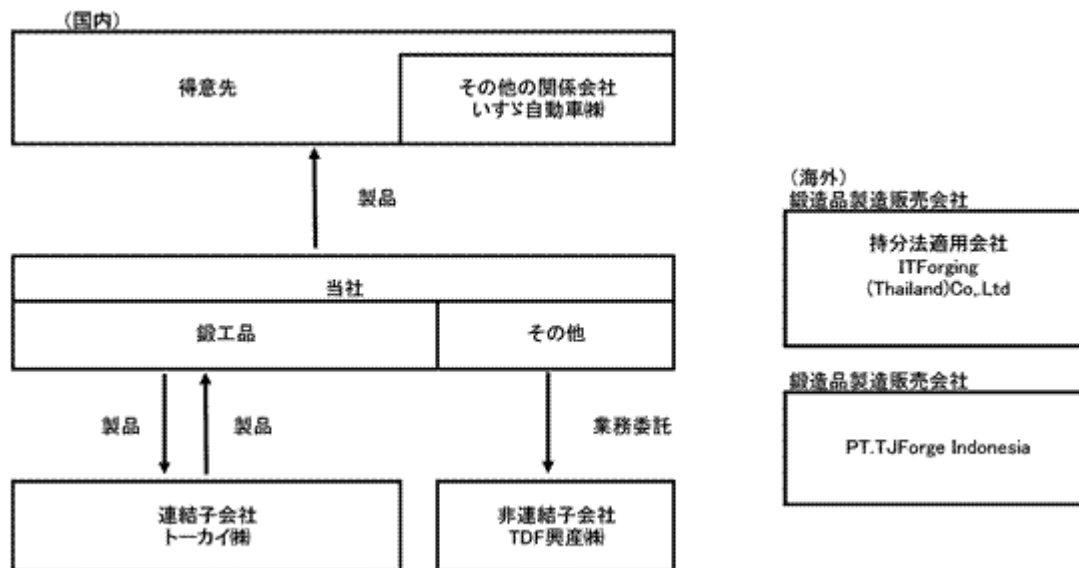 (国内)
得意先
その他の関係会社
いすゞ自動車㈱
製品
当社
鍛工品
その他
製品
製品
業務委託
連結子会社
トーカイ㈱
非連結子会社
TDF興産㈱
(海外)
鍛造品製造販売会社
持分法適用会社
ITForging
(Thailand)Co,.Ltd
鍛造品製造販売会社
PT.TJForge Indonesia